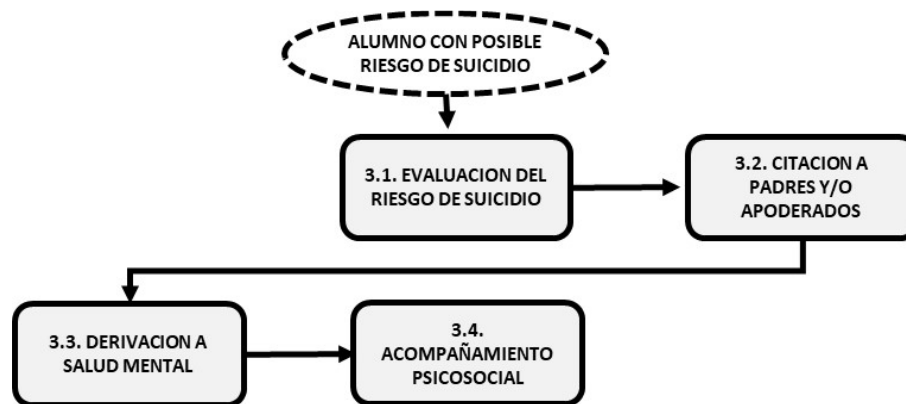 ALUMNO CON POSIBLE
RIESGO DE SUICIDIO
3.1. EVALUACION DEL
RIESGO DE SUICIDIO
3.2. CITACION A
PADRES Y/O
APODERADOS
3.3. DERIVACION A
SALUD MENTAL
3.4.
ACOMPAÑAMIENTO
PSICOSOCIAL